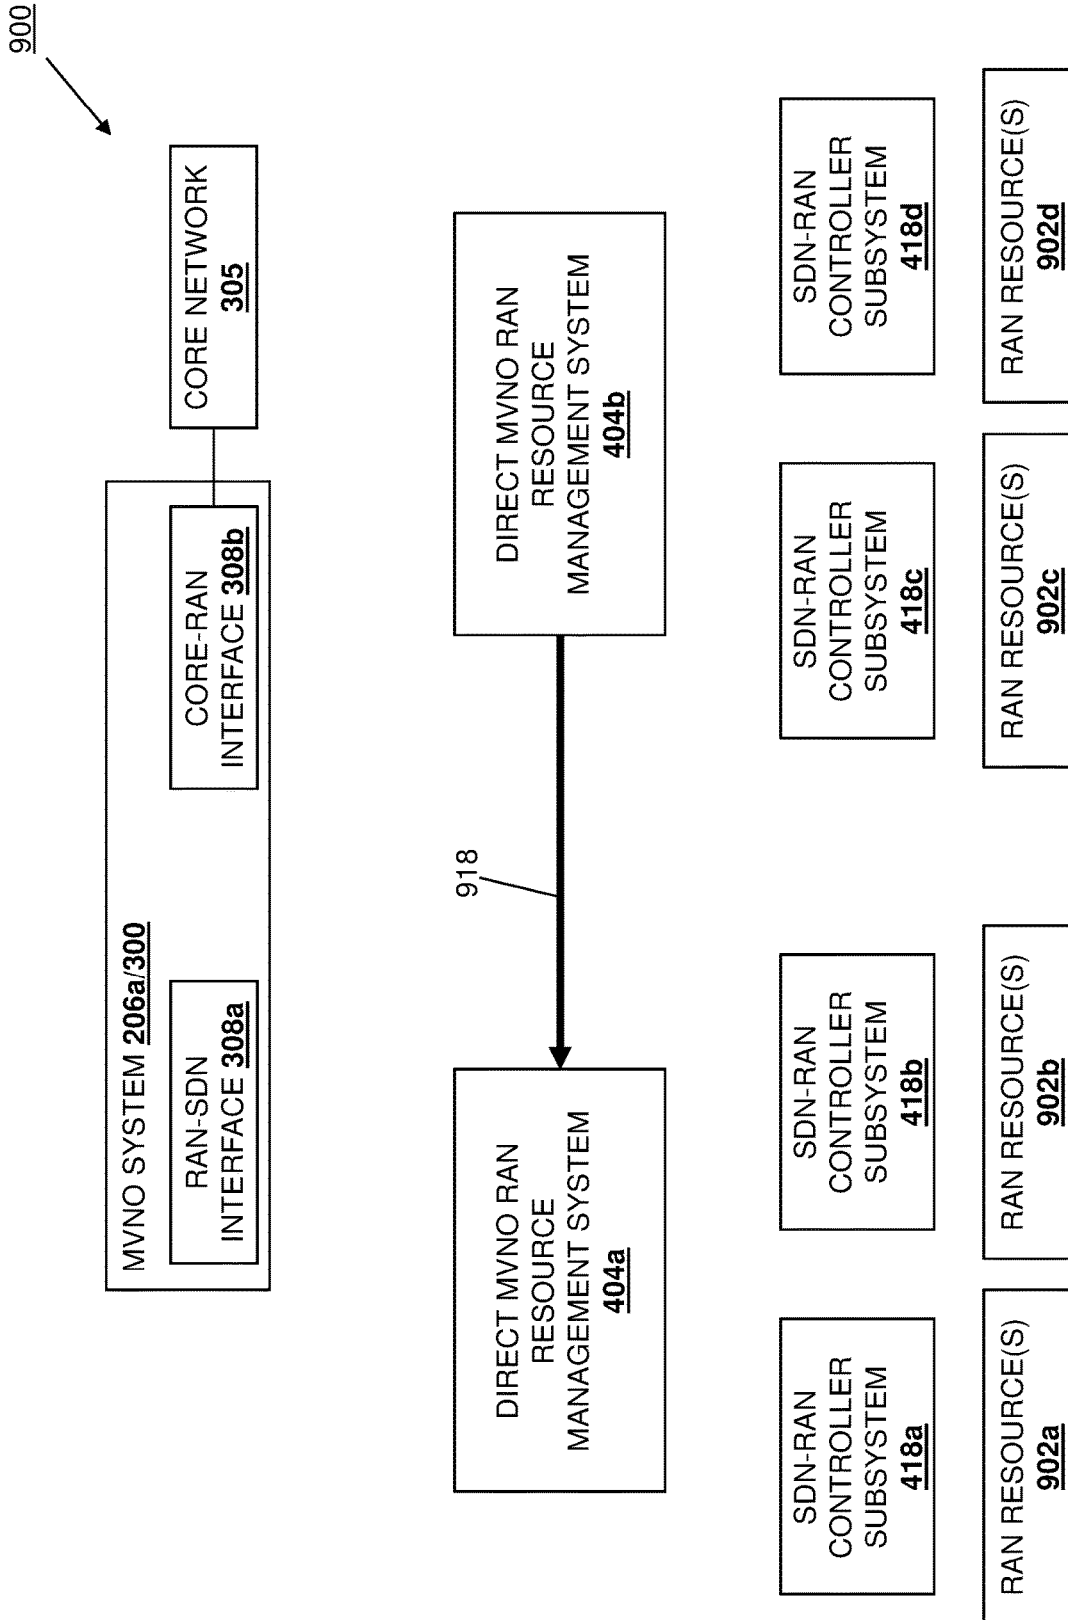 900
MVNO SYSTEM 206a/300
RAN-SDN
INTERFACE 308a
CORE-RAN
INTERFACE 308b
CORE NETWORK
305
DIRECT MVNO RAN
RESOURCE
MANAGEMENT SYSTEM
404a
918
DIRECT MVNO RAN
RESOURCE
MANAGEMENT SYSTEM
404b
SDN-RAN
CONTROLLER
SUBSYSTEM
418a
SDN-RAN
CONTROLLER
SUBSYSTEM
418b
SDN-RAN
CONTROLLER
SUBSYSTEM
418c
SDN-RAN
CONTROLLER
SUBSYSTEM
418d
RAN RESOURCE(S)
902a
RAN RESOURCE(S)
902b
RAN RESOURCE(S)
902c
RAN RESOURCE(S)
902d